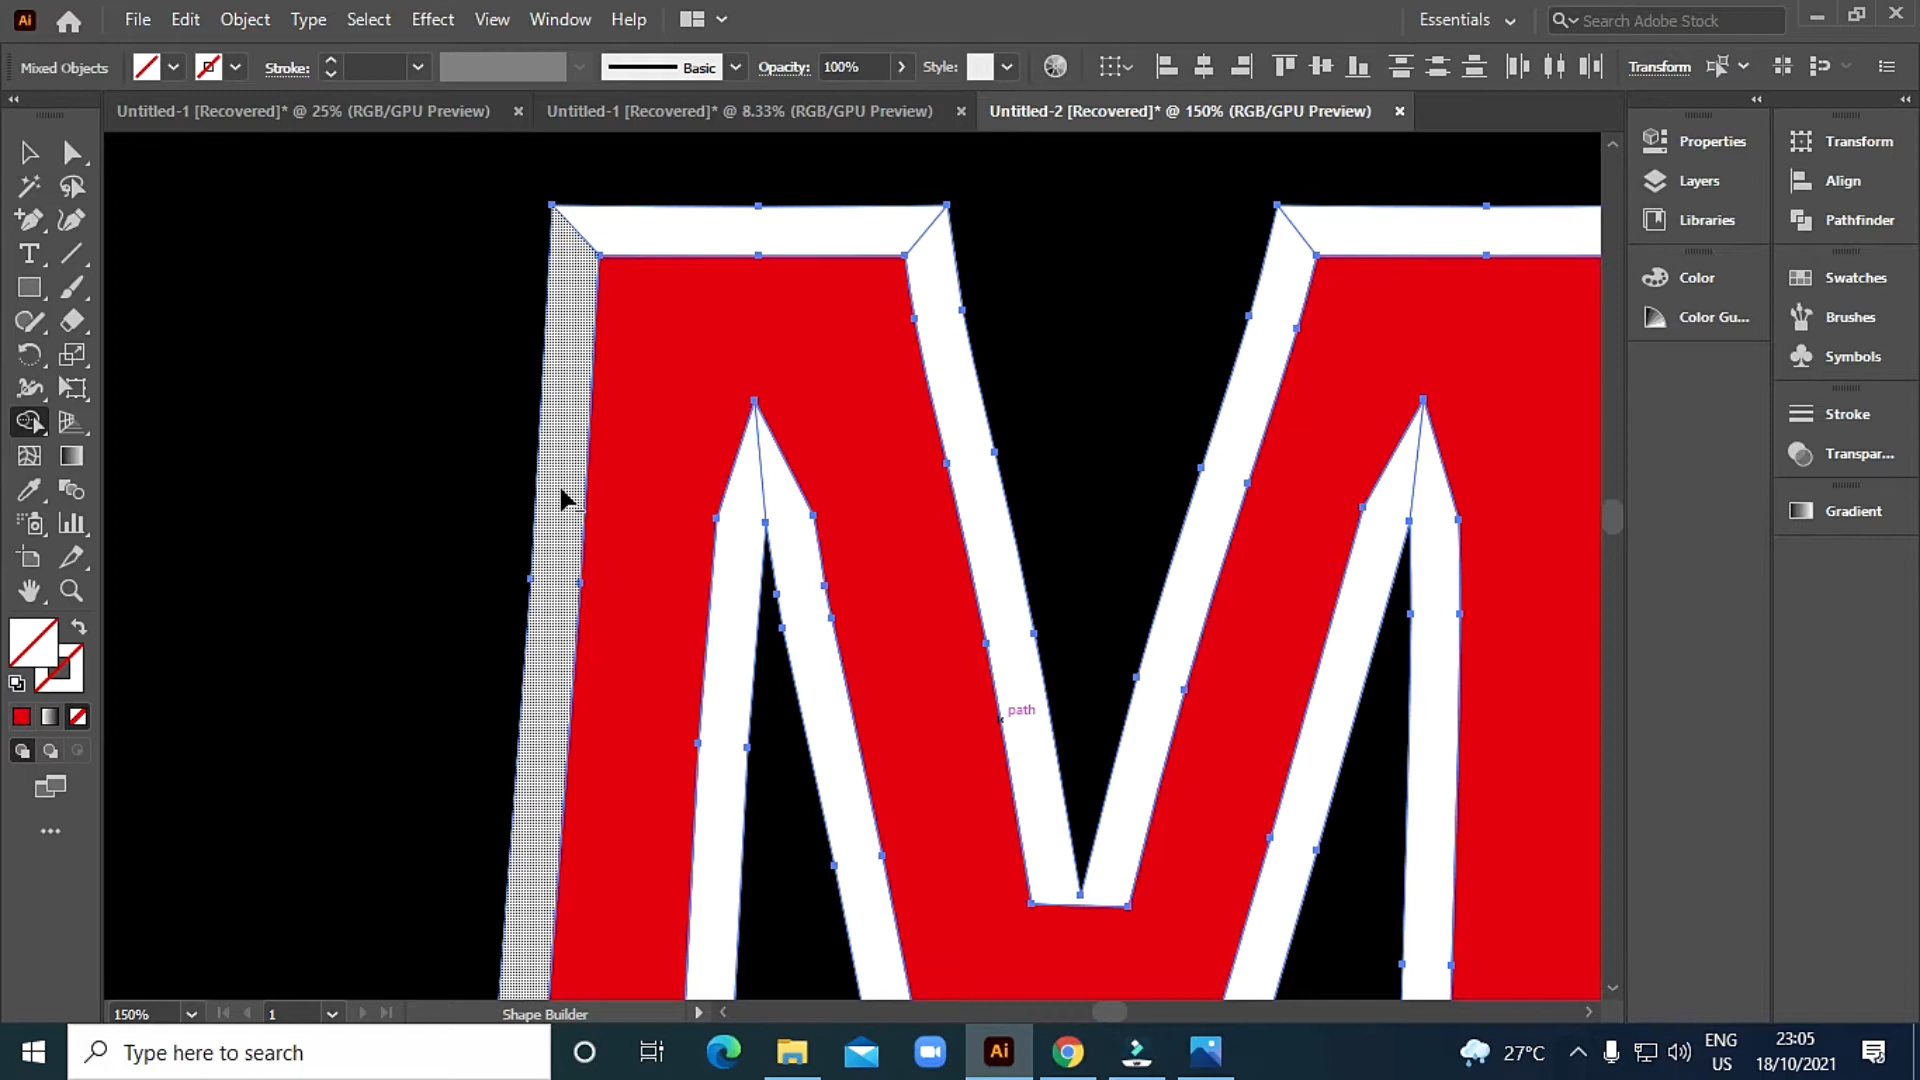 Ai File Edit Object Type Select Effect View Window Help Essentials Search Adobe Stock
Mixed Objects Stroke: Basic Opacity: 100% Style: Transform
Untitled-1 [Recovered]* @ 25% (RGB/GPU Preview) Untitled-1 [Recovered]* @ 8.33% (RGB/GPU Preview) Untitled-2 [Recovered]* @ 150% (RGB/GPU Preview)
Properties Transform
Layers Align
Libraries Pathfinder
Color Swatches
Color Gu... Brushes
Symbols
Stroke
Transpar...
Gradient
path
150% 1 Shape Builder
Type here to search Ai 27°C ENG 23:05
US 18/10/2021